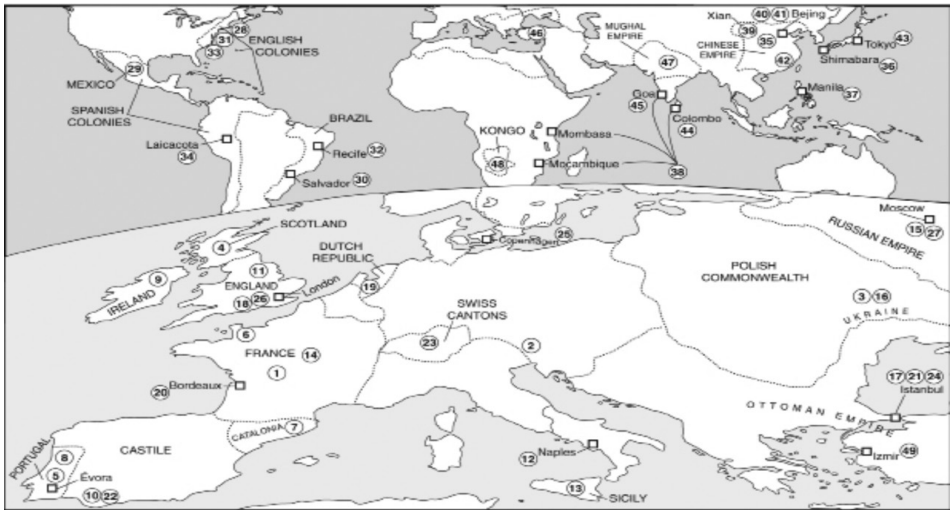 Xian 40 41 Bejing
28
31 ENGLISH
33 COLONIES
46
MUGHAL
EMPIRE
39
35
CHINESE
EMPIRE
42
43
Tokyo
Shimabara
36
29
MEXICO
47
Goa
45
Manila 37
Colombo
44
SPANISH
COLONIES
BRAZIL
Laicacota
34
Recife 32
KONGO
Mombasa
48
Moçambique
38
Salvador 30
SCOTLAND
4
Copenhagen 25
Moscow
15 27
RUSSIAN EMPIRE
DUTCH
REPUBLIC
9
IRELAND
11
ENGLAND
18 26
London
19
POLISH
COMMONWEALTH
3 16
UKRAINE
SWISS
CANTONS
23
2
6
FRANCE 14
1
Bordeaux
20
17 21 24
Istanbul
OTTOMAN EMPIRE
CATALONIA 7
CASTILE
PORTUGAL
8
5
Évora
10 22
Naples
12
13
SICILY
Izmir 49